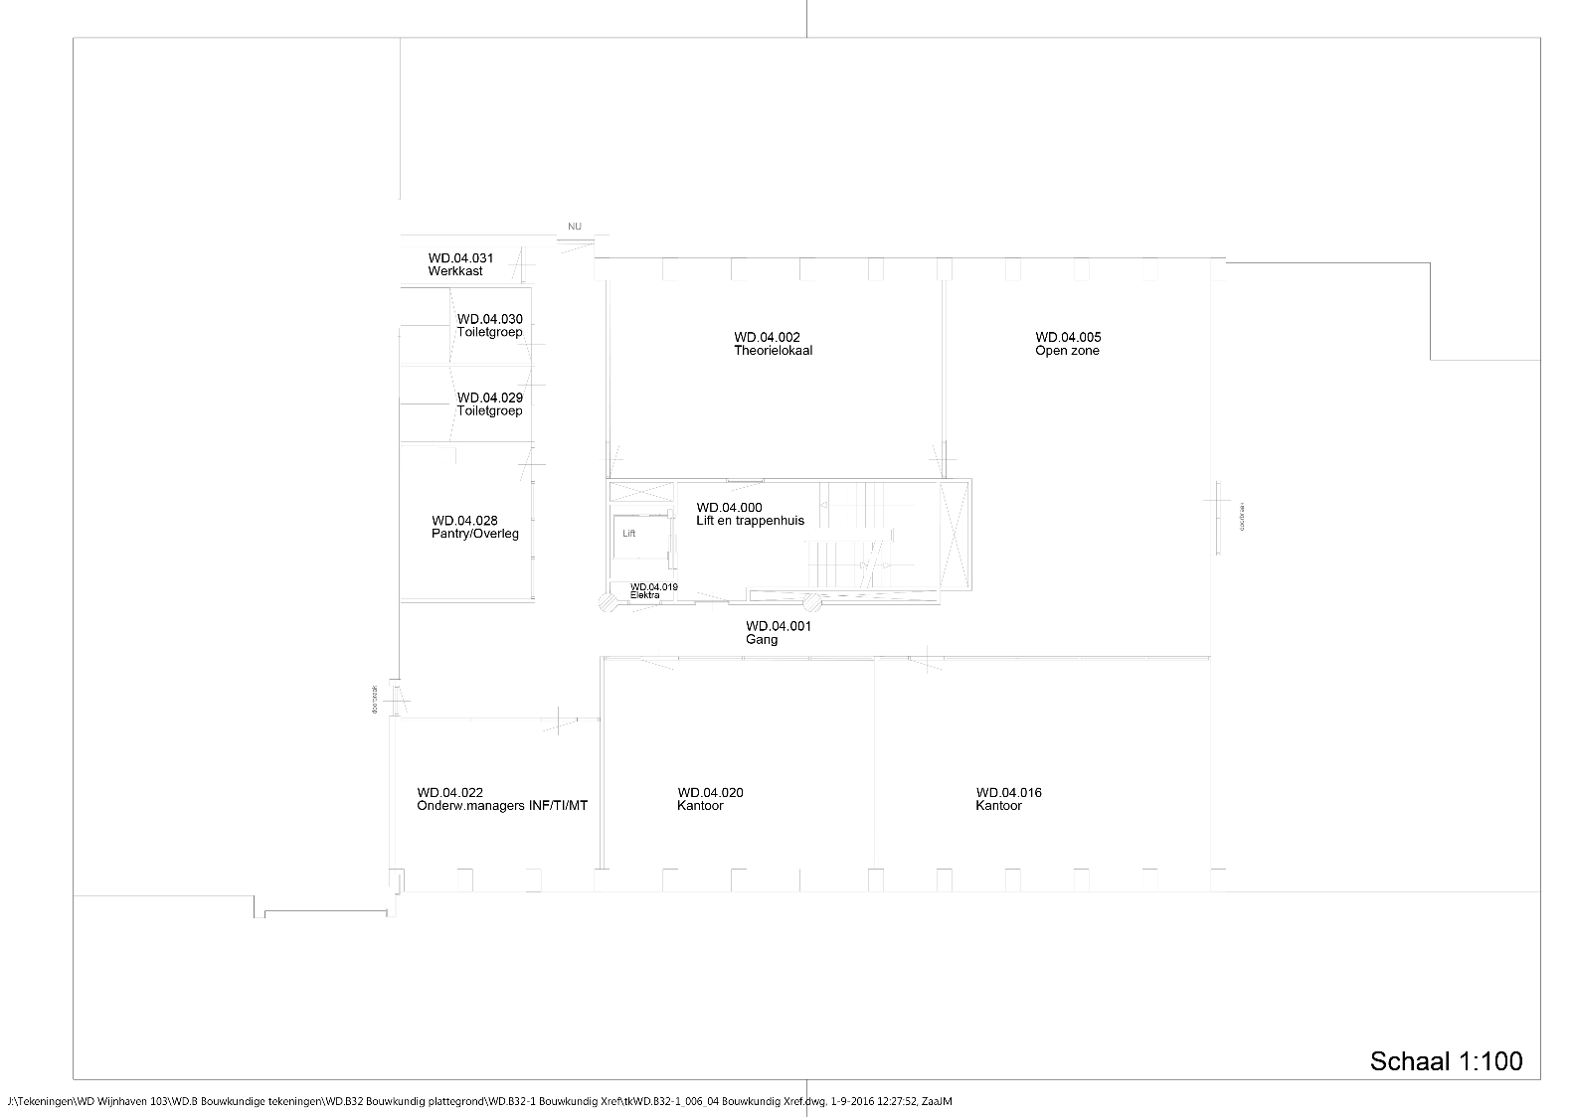 NU
WD.04.031
Werkkast
WD.04.030
Toiletgroep
WD.04.002
Theorielokaal
WD.04.005
Open zone
WD.04.029
Toiletgroep
WD.04.028
Pantry/Overleg
WD.04.000
Lift en trappenhuis
Lift
doorbraak
WD.04.019
Elektra
WD.04.001
Gang
doorbraak
WD.04.022
Onderw.managers INF/TI/MT
WD.04.020
Kantoor
WD.04.016
Kantoor
Schaal 1:100
J:\Tekeningen\WD Wijnhaven 103\WD.B Bouwkundige tekeningen\WD.B32 Bouwkundig plattegrond\WD.B32-1 Bouwkundig Xref\tkWD.B32-1_006_04 Bouwkundig Xref.dwg, 1-9-2016 12:27:52, ZaaJM